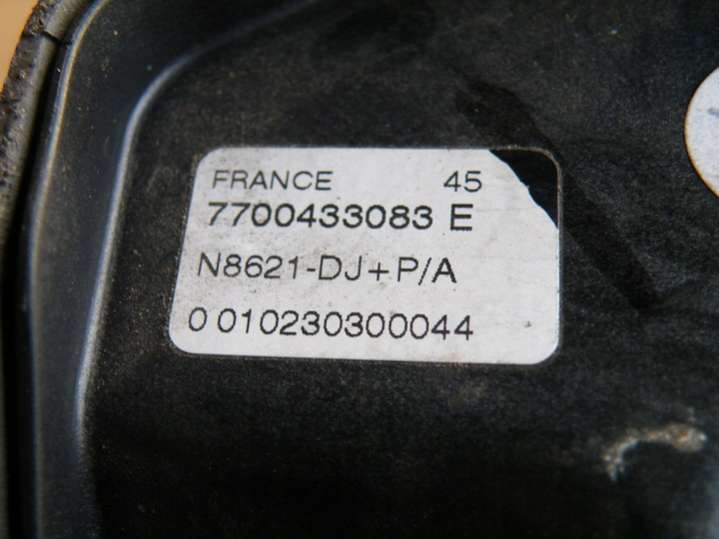 FRANCE 45
7700433083 E
N8621-DJ+P/A
0 010230300044